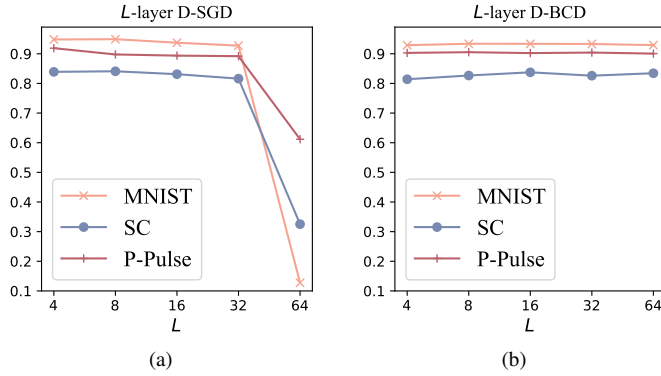 L-layer D-SGD
0.9
0.8
0.7
0.6
0.5
0.4
0.3
0.2
0.1
MNIST
SC
P-Pulse
4 8 16 32 64
L
(a)
L-layer D-BCD
0.9
0.8
0.7
0.6
0.5
0.4
0.3
0.2
0.1
MNIST
SC
P-Pulse
4 8 16 32 64
L
(b)